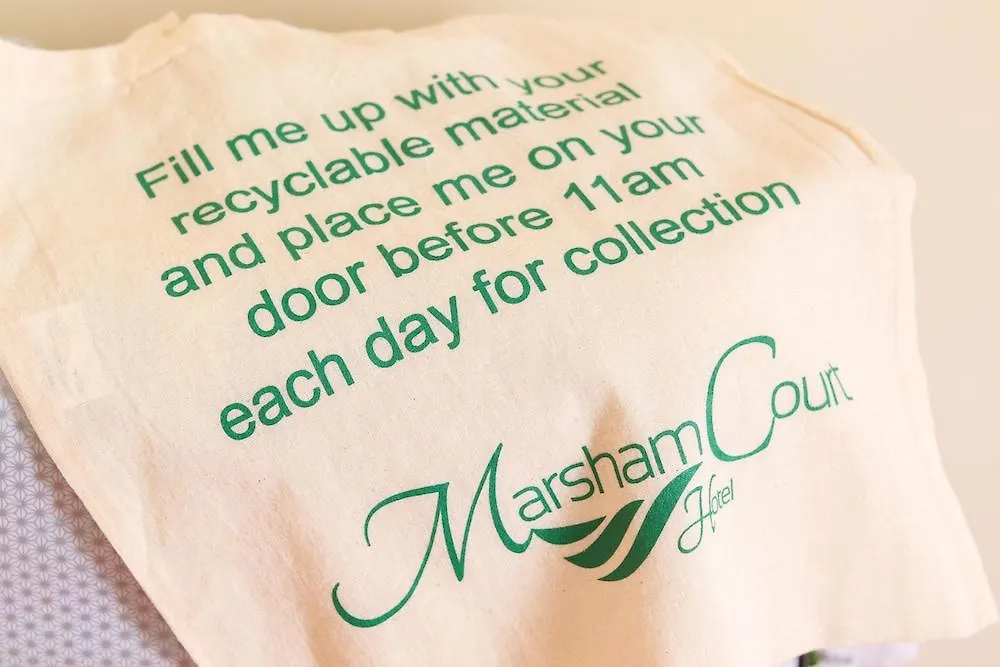 Fill me up with your
recyclable material
and place me on your
door before 11am
each day for collection
Marsham Court
Hotel